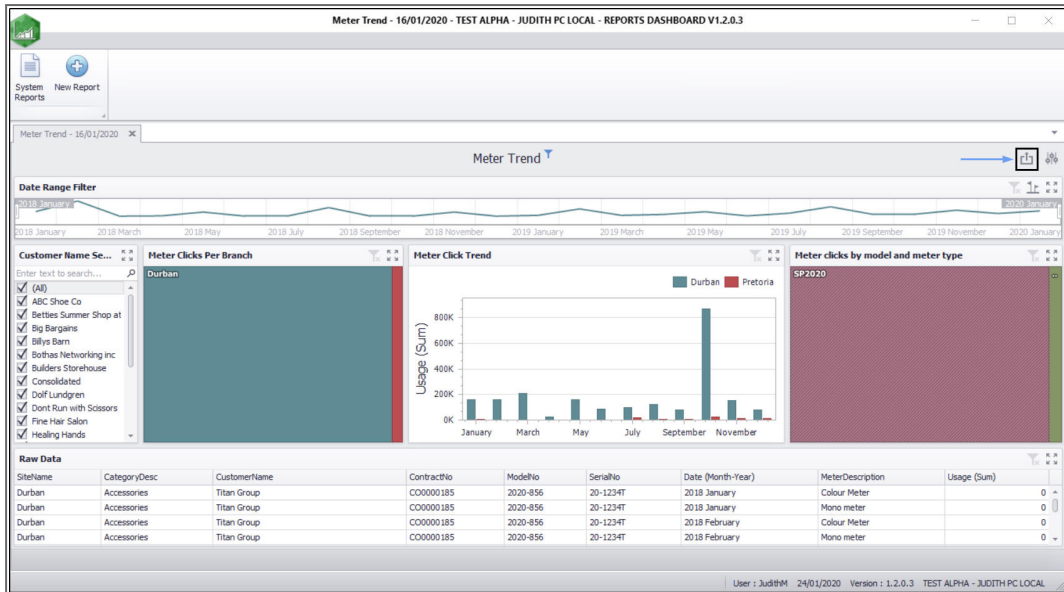 Meter Trend - 16/01/2020 - TEST ALPHA - JUDITH PC LOCAL - REPORTS DASHBOARD V1.2.0.3
System Reports
New Report
Meter Trend - 16/01/2020
Meter Trend
Date Range Filter
2018 January 2020 January
2018 January 2018 March 2018 May 2018 July 2018 September 2018 November 2019 January 2019 March 2019 May 2019 July 2019 September 2019 November 2020 January
Customer Name Se...
Enter text to search...
(All)
ABC Shoe Co
Betties Summer Shop at
Big Bargains
Billys Barn
Bothas Networking inc
Builders Storehouse
Consolidated
Dolf Lundgren
Dont Run with Scissors
Fine Hair Salon
Healing Hands
Meter Clicks Per Branch
Durban
Meter Click Trend
Durban Pretoria
Usage (Sum)
800K
600K
400K
200K
0K
January March May July September November
Meter clicks by model and meter type
SP2020
Raw Data
SiteName CategoryDesc CustomerName ContractNo ModelNo SerialNo Date (Month-Year) MeterDescription Usage (Sum)
Durban Accessories Titan Group CO0000185 2020-856 20-1234T 2018 January Colour Meter 0
Durban Accessories Titan Group CO0000185 2020-856 20-1234T 2018 January Mono meter 0
Durban Accessories Titan Group CO0000185 2020-856 20-1234T 2018 February Colour Meter 0
Durban Accessories Titan Group CO0000185 2020-856 20-1234T 2018 February Mono meter 0
User : JudithM 24/01/2020 Version : 1.2.0.3 TEST ALPHA - JUDITH PC LOCAL